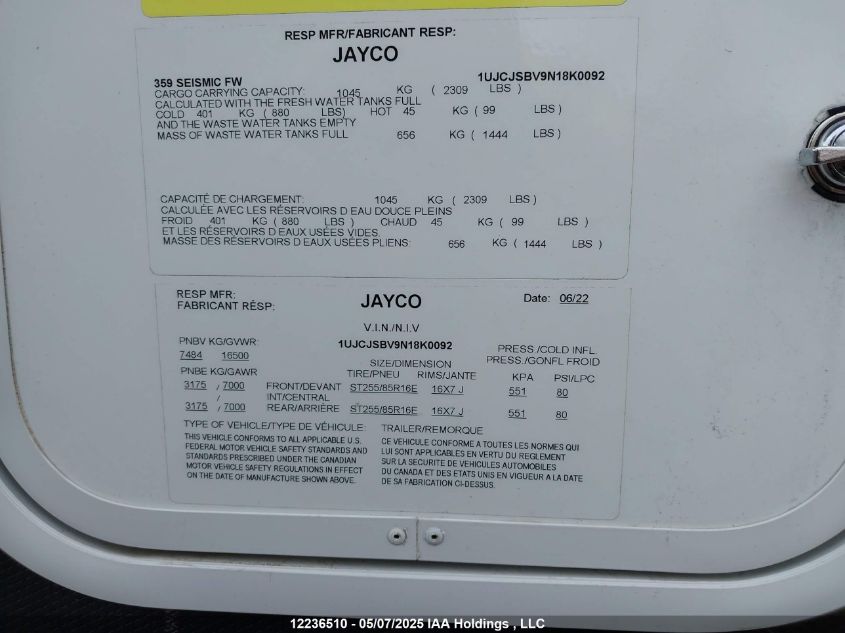 RESP MFR/FABRICANT RESP:
JAYCO
359 SEISMIC FW 1UJCJSBV9N18K0092
CARGO CARRYING CAPACITY: 1045 KG ( 2309 LBS )
CALCULATED WITH THE FRESH WATER TANKS FULL
COLD 401 KG ( 880 LBS) HOT 45 KG ( 99 LBS )
AND THE WASTE WATER TANKS EMPTY
MASS OF WASTE WATER TANKS FULL 656 KG ( 1444 LBS )
CAPACITÉ DE CHARGEMENT: 1045 KG ( 2309 LBS )
CALCULÉE AVEC LES RÉSERVOIRS D EAU DOUCE PLEINS
FROID 401 KG ( 880 LBS ) CHAUD 45 KG ( 99 LBS )
ET LES RÉSERVOIRS D EAUX USÉES VIDES.
MASSE DES RÉSERVOIRS D EAUX USÉES PLIENS: 656 KG ( 1444 LBS )
RESP MFR: JAYCO Date: 06/22
FABRICANT RÉSP:
V.I.N./N.I.V
PNBV KG/GVWR: 1UJCJSBV9N18K0092 PRESS /COLD INFL.
7484 16500 SIZE/DIMENSION PRESS./GONFL FROID
PNBE KG/GAWR TIRE/PNEU RIMS/JANTE KPA PSI/LPC
3175 / 7000 FRONT/DEVANT ST255/85R16E 16X7 J 551 80
/ INT/CENTRAL
3175 / 7000 REAR/ARRIÈRE ST255/85R16E 16X7 J 551 80
TYPE OF VEHICLE/TYPE DE VÉHICULE: TRAILER/REMORQUE
THIS VEHICLE CONFORMS TO ALL APPLICABLE U.S.
FEDERAL MOTOR VEHICLE SAFETY STANDARDS AND
STANDARDS PRESCRIBED UNDER THE CANADIAN
MOTOR VEHICLE SAFETY REGULATIONS IN EFFECT
ON THE DATE OF MANUFACTURE SHOWN ABOVE.
CE VEHICULE CONFORME A TOUTES LES NORMES QUI
LUI SONT APPLICABLES EN VERTU DU REGLEMENT
SUR LA SECURITE DE VEHICULES AUTOMOBILES
DU CANADA ET DES ETATS UNIS EN VIGUEUR A LA DATE
DE SA FABRICATION CI-DESSUS.
12236510 - 05/07/2025 IAA Holdings , LLC